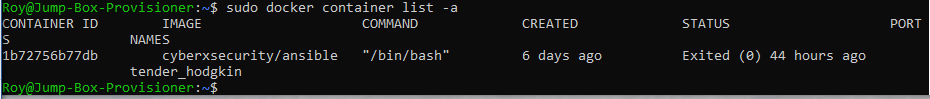 Roy@Jump-Box-Provisioner:~$ sudo docker container list -a
CONTAINER ID        IMAGE                  COMMAND             CREATED             STATUS                    PORT
S              NAMES
1b72756b77db        cyberxsecurity/ansible   "/bin/bash"         6 days ago          Exited (0) 44 hours ago
               tender_hodgkin
Roy@Jump-Box-Provisioner:~$